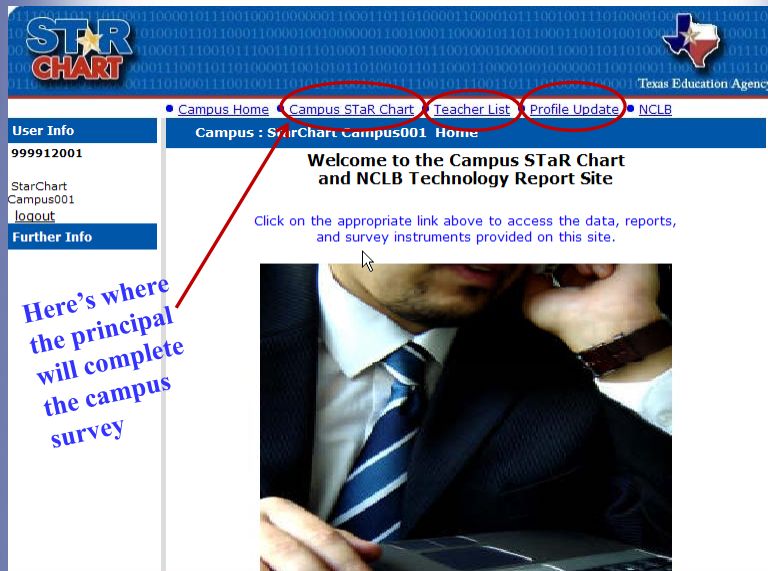 STaR
CHART
Texas Education Agency
• Campus Home • Campus STaR Chart • Teacher List • Profile Update • NCLB
User Info
Campus : StarChart Campus001 Home
999912001
StarChart
Campus001
logout
Further Info
Welcome to the Campus STaR Chart
and NCLB Technology Report Site
Click on the appropriate link above to access the data, reports,
and survey instruments provided on this site.
Here's where
the principal
will complete
the campus
survey